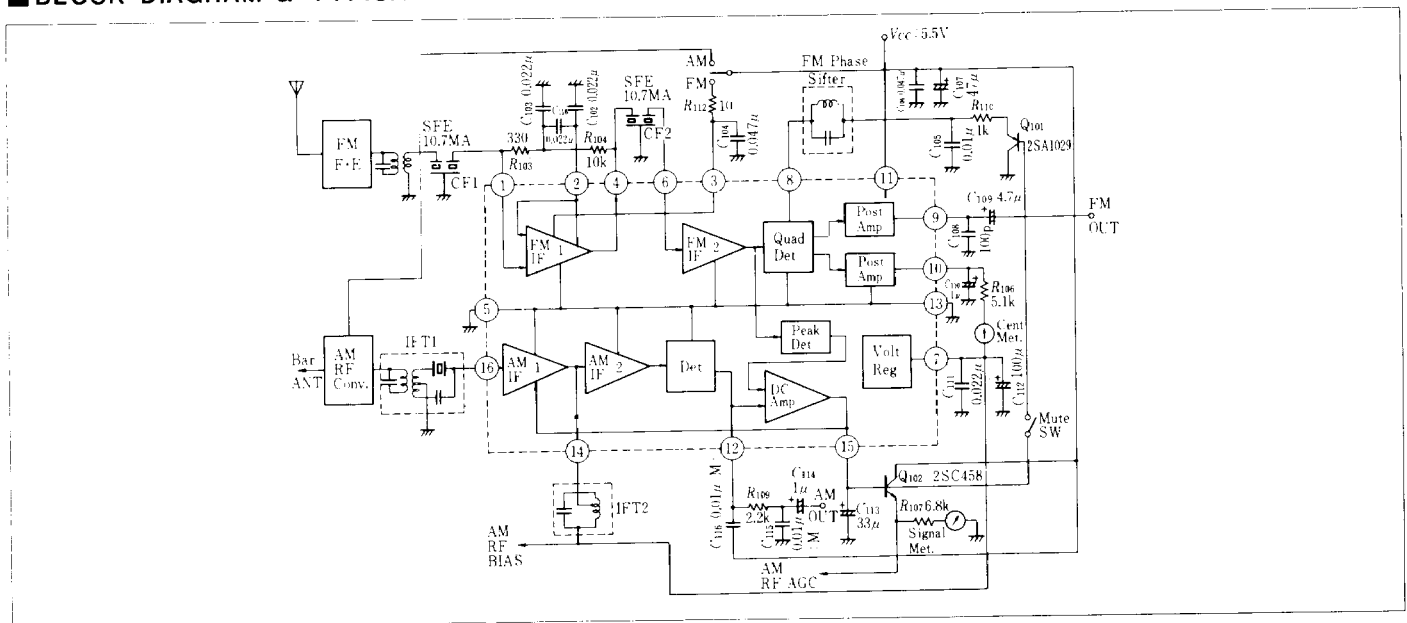 BLOCK DIAGRAM &
Vcc : 5.5V
AM
FM
FM Phase
Sifter
R112 10
C104
0.047μ
C103 0.022μ
0.022μ
C102 0.022μ
SFE
10.7MA
CF2
330
R103
R104
10k
C107
47μ
R110
1k
Q101
2SA1029
C105
0.01μ
FM
F·E
SFE
10.7MA
CF1
1
2
4
6
3
8
11
C109 4.7μ
FM
OUT
C108
100p
FM
IF
1
FM
IF
2
Quad
Det
Post
Amp
9
Post
Amp
10
1μ
R106
5.1k
5
13
Cent
Met.
Bar
ANT
AM
RF
Conv.
IFT1
16
AM
IF
1
AM
IF
2
Det
Peak
Det
DC
Amp
Volt
Reg
7
C111
0.022μ
C112 100μ
Mute
SW
14
12
15
IFT2
AM
RF
BIAS
C116 0.01μ M
R109
2.2k
C115
0.01μ
C114
1μ
AM
OUT
C113
33μ
Q102 2SC458
R107 6.8k
Signal
Met.
AM
RF AGC